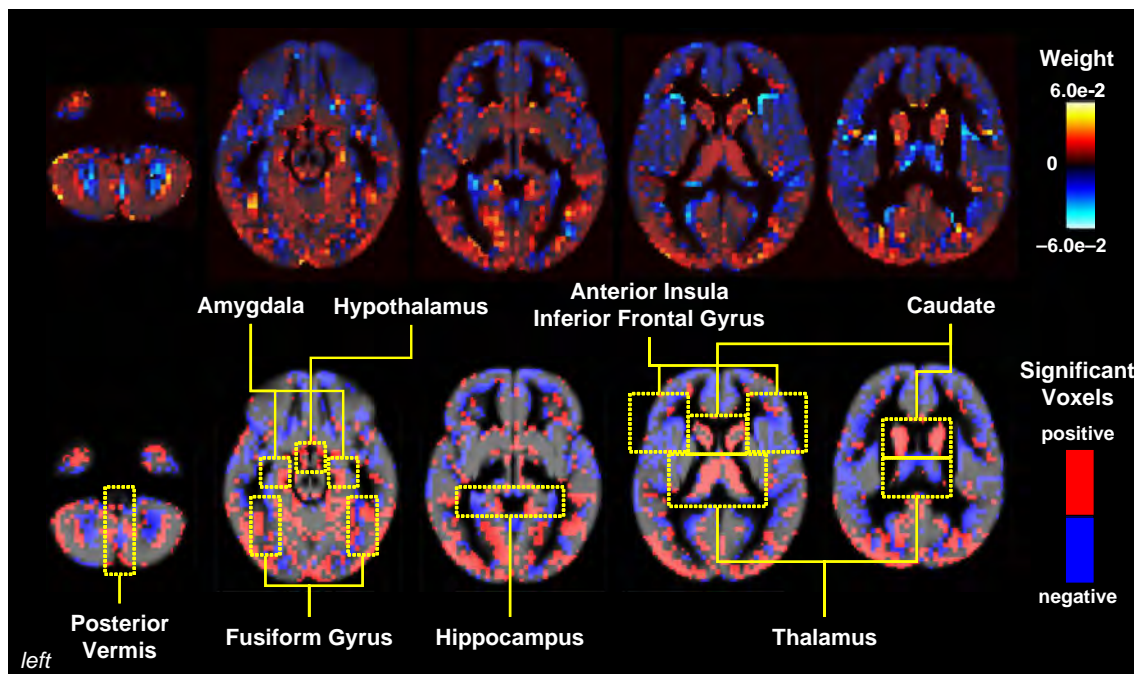 Weight
6.0e-2
0
−6.0e−2
Amygdala
Hypothalamus
Anterior Insula
Inferior Frontal Gyrus
Caudate
Significant
Voxels
positive
negative
Posterior
Vermis
Fusiform Gyrus
Hippocampus
Thalamus
left